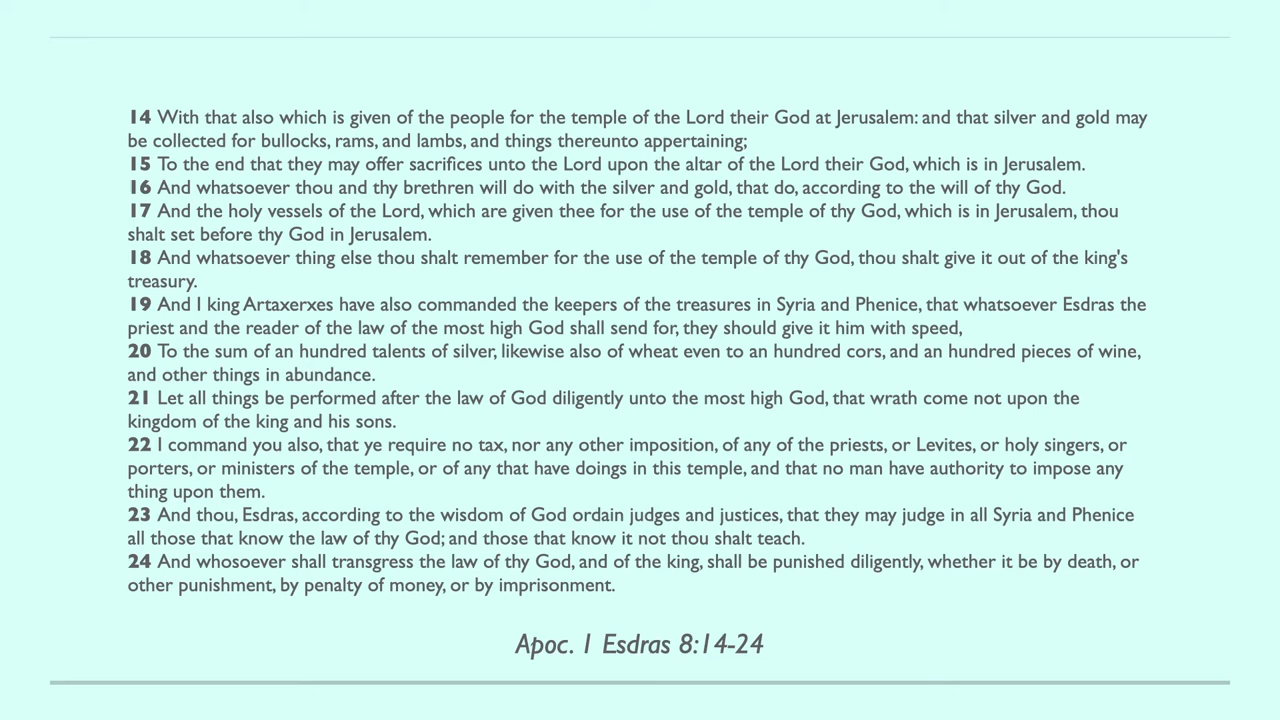 14 With that also which is given of the people for the temple of the Lord their God at Jerusalem: and that silver and gold may
be collected for bullocks, rams, and lambs, and things thereunto appertaining;
15 To the end that they may offer sacrifices unto the Lord upon the altar of the Lord their God, which is in Jerusalem.
16 And whatsoever thou and thy brethren will do with the silver and gold, that do, according to the will of thy God.
17 And the holy vessels of the Lord, which are given thee for the use of the temple of thy God, which is in Jerusalem, thou
shalt set before thy God in Jerusalem.
18 And whatsoever thing else thou shalt remember for the use of the temple of thy God, thou shalt give it out of the king's
treasury.
19 And I king Artaxerxes have also commanded the keepers of the treasures in Syria and Phenice, that whatsoever Esdras the
priest and the reader of the law of the most high God shall send for, they should give it him with speed,
20 To the sum of an hundred talents of silver, likewise also of wheat even to an hundred cors, and an hundred pieces of wine,
and other things in abundance.
21 Let all things be performed after the law of God diligently unto the most high God, that wrath come not upon the
kingdom of the king and his sons.
22 I command you also, that ye require no tax, nor any other imposition, of any of the priests, or Levites, or holy singers, or
porters, or ministers of the temple, or of any that have doings in this temple, and that no man have authority to impose any
thing upon them.
23 And thou, Esdras, according to the wisdom of God ordain judges and justices, that they may judge in all Syria and Phenice
all those that know the law of thy God; and those that know it not thou shalt teach.
24 And whosoever shall transgress the law of thy God, and of the king, shall be punished diligently, whether it be by death, or
other punishment, by penalty of money, or by imprisonment.
Apoc. 1 Esdras 8:14-24